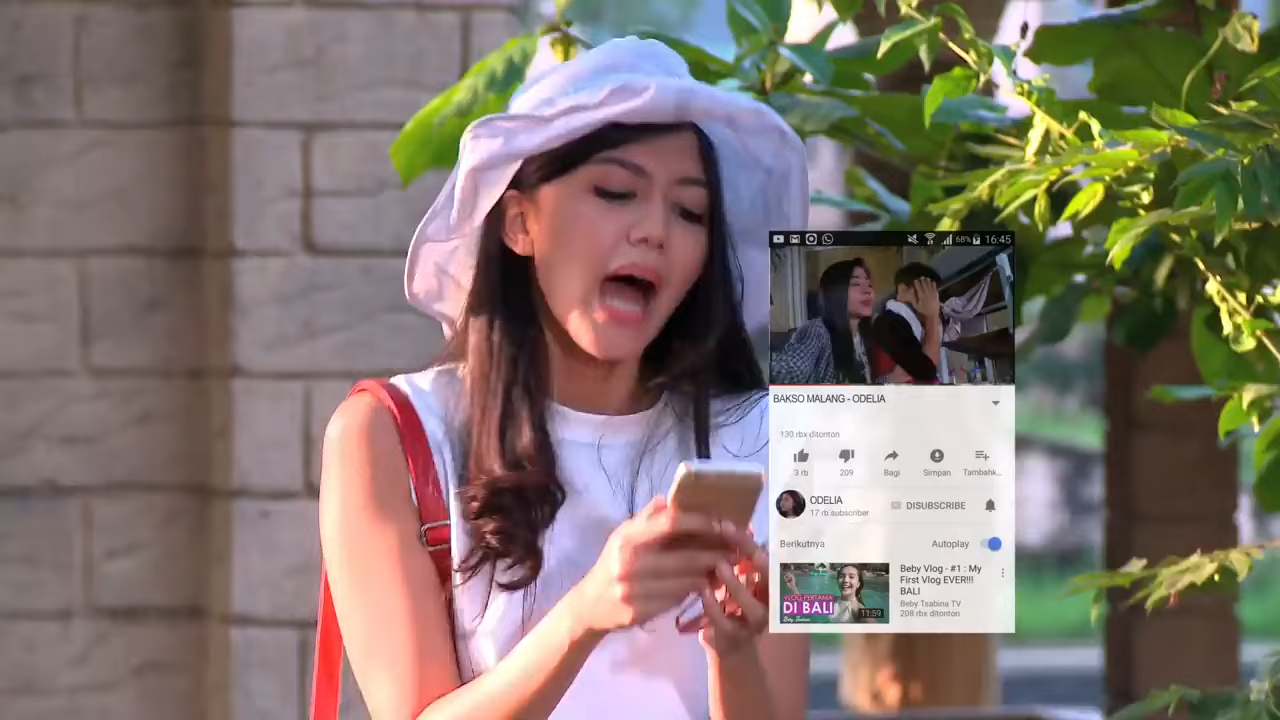 68% 16:45
BAKSO MALANG - ODELIA
130 rbx ditonton
3 rb 209 Bagi Simpan Tambahk...
ODELIA
17 rb subscriber
DISUBSCRIBE
Berikutnya Autoplay
Beby Vlog - #1 : My
First Vlog EVER!!!
BALI
Beby Tsabina TV
208 rbx ditonton
VLOG PERTAMA
DI BALI
Beby Tsabina
11:59